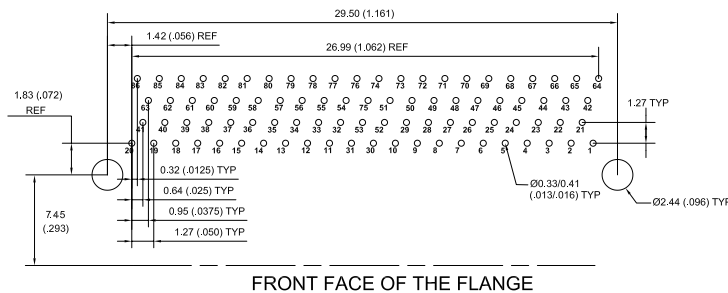 29.50 (1.161)
1.42 (.056) REF
26.99 (1.062) REF
86 85 84 83 82 81 80 79 78 77 76 74 73 72 71 70 69 68 67 66 65 64
1.83 (.072)
REF
63 62 61 60 59 58 57 56 55 54 75 51 50 49 48 47 46 45 44 43 42
1.27 TYP
41 40 39 38 37 36 35 34 33 32 53 52 29 28 27 26 25 24 23 22 21
20 19 18 17 16 15 14 13 12 11 31 30 10 9 8 7 6 5 4 3 2 1
0.32 (.0125) TYP
0.64 (.025) TYP
0.95 (.0375) TYP
1.27 (.050) TYP
Ø0.33/0.41
(.013/.016) TYP
Ø2.44 (.096) TYP
7.45
(.293)
FRONT FACE OF THE FLANGE